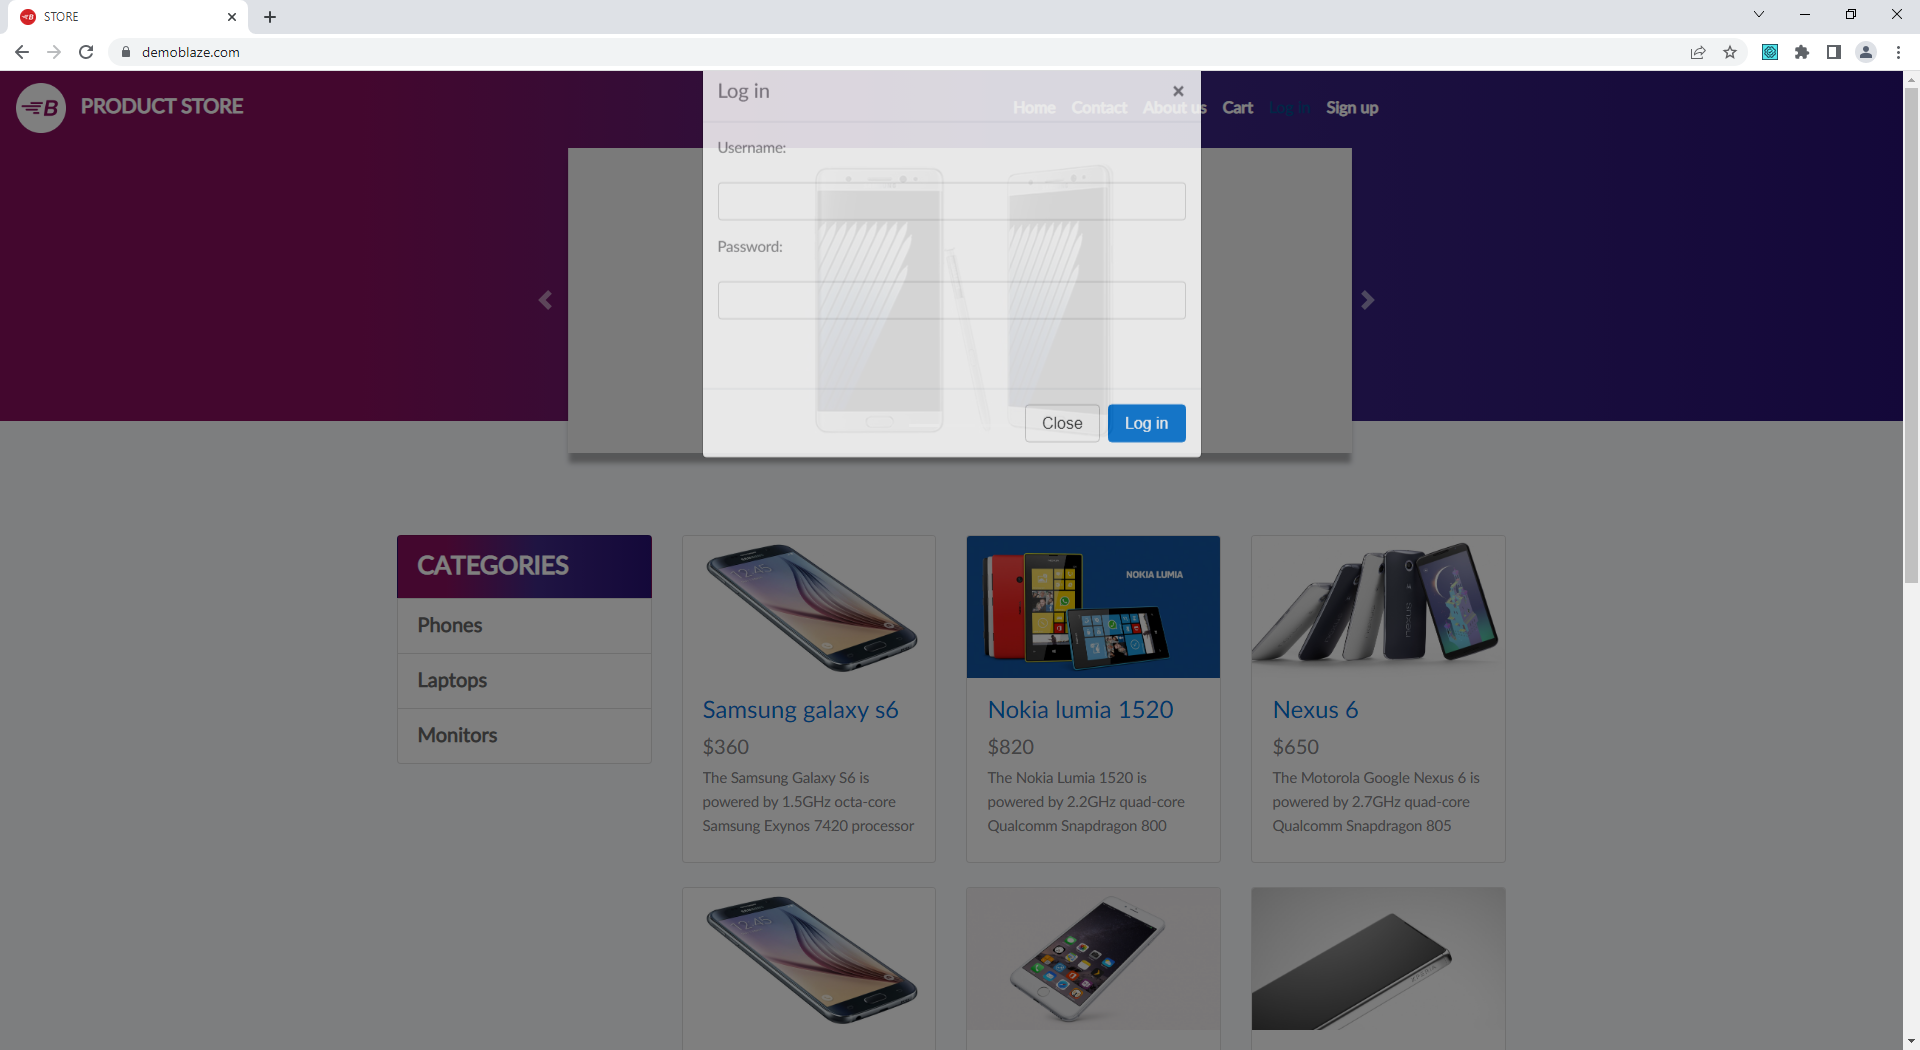 STORE
demoblaze.com
PRODUCT STORE
Home Contact About us Cart Log in Sign up
Log in
Username:
Password:
Close Log in
CATEGORIES
Phones
Laptops
Monitors
NOKIA LUMIA
Samsung galaxy s6
$360
The Samsung Galaxy S6 is
powered by 1.5GHz octa-core
Samsung Exynos 7420 processor
Nokia lumia 1520
$820
The Nokia Lumia 1520 is
powered by 2.2GHz quad-core
Qualcomm Snapdragon 800
nexus
Nexus 6
$650
The Motorola Google Nexus 6 is
powered by 2.7GHz quad-core
Qualcomm Snapdragon 805